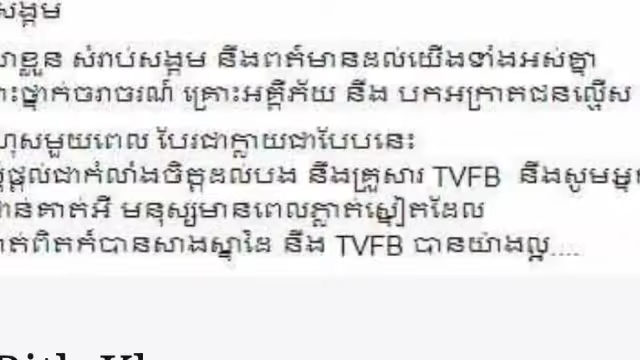 សង្គម
ខ្លួន សំរាប់សង្គម នឹងពត៌មានដល់យើងទាំងអស់គ្នា
ថ្នាក់ចរាចរណ៍ គ្រោះអគ្គីភ័យ នឹង បកអក្រាតជនល្មើស
មួយពេល បែរជាក្លាយជាបែបនេះ
ផ្តល់ជាកំលាំងចិត្តដល់បង នឹងគ្រួសារ TVFB នឹងសូមអ្ន
គាត់អី មនុស្សមានពេលភ្លាត់ស្នៀតដែល
ពិតក៌បានសាងស្នាដៃ នឹង TVFB បានយ៉ាងល្អ....